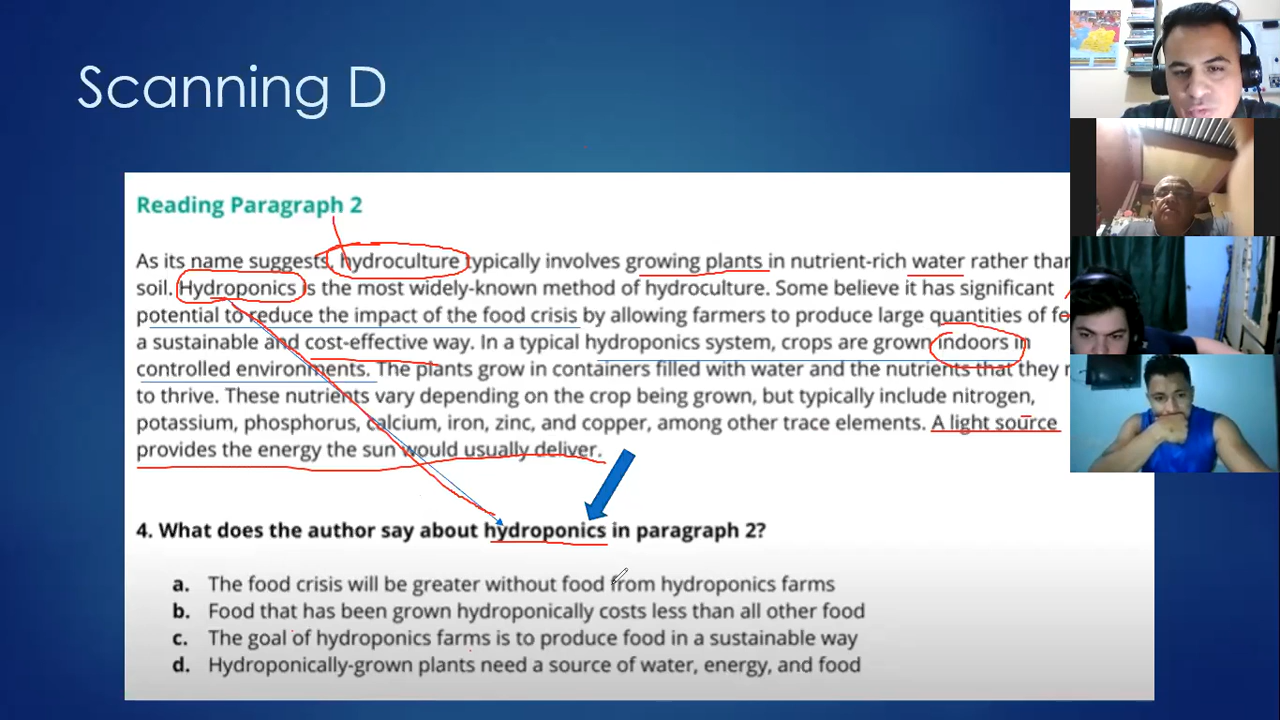 Scanning D
Reading Paragraph 2
As its name suggests, hydroculture typically involves growing plants in nutrient-rich water rather than
soil. Hydroponics is the most widely-known method of hydroculture. Some believe it has significant
potential to reduce the impact of the food crisis by allowing farmers to produce large quantities of
a sustainable and cost-effective way. In a typical hydroponics system, crops are grown indoors in
controlled environments. The plants grow in containers filled with water and the nutrients that they
to thrive. These nutrients vary depending on the crop being grown, but typically include nitrogen,
potassium, phosphorus, calcium, iron, zinc, and copper, among other trace elements. A light source
provides the energy the sun would usually deliver.
4. What does the author say about hydroponics in paragraph 2?
a. The food crisis will be greater without food from hydroponics farms
b. Food that has been grown hydroponically costs less than all other food
c. The goal of hydroponics farms is to produce food in a sustainable way
d. Hydroponically-grown plants need a source of water, energy, and food